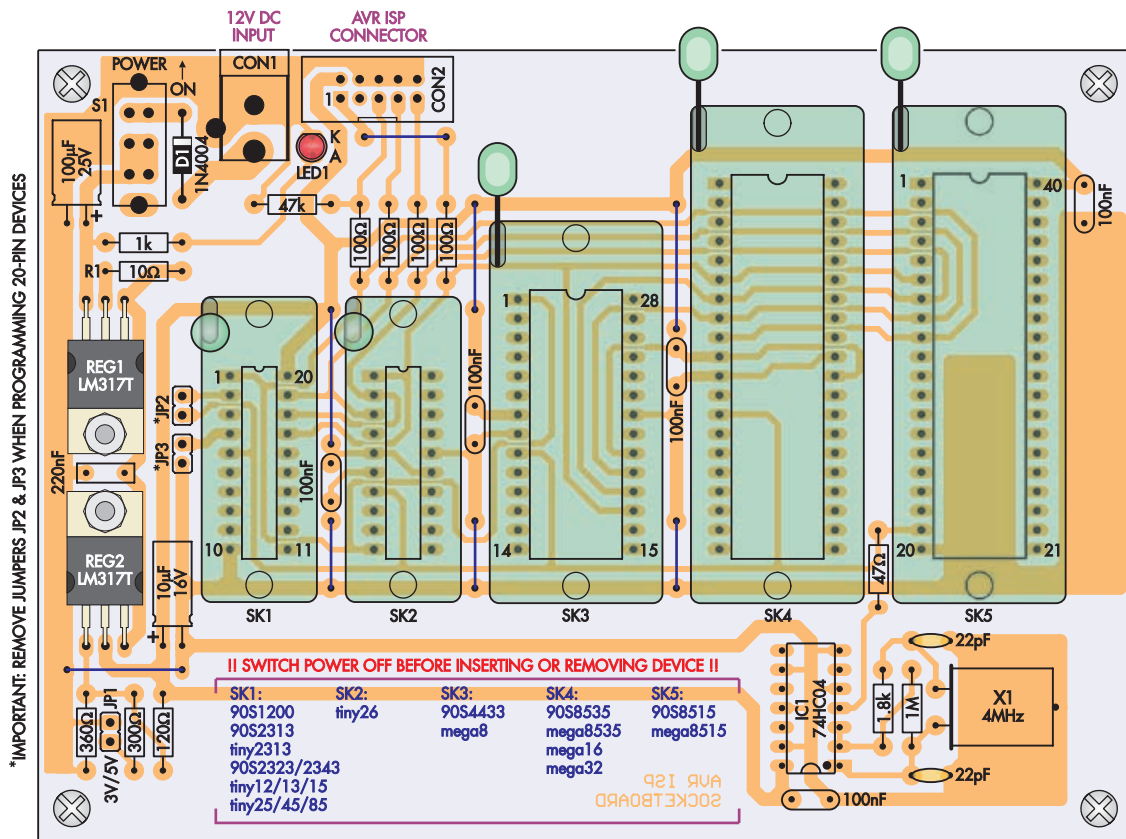 12V DC
INPUT
AVR ISP
CONNECTOR
POWER
ON
S1
CON1
CON2
1
K
A
LED1
100µF
25V
+
D1
1N4004
47k
1k
R1
10Ω
100Ω
100Ω
100Ω
100Ω
100nF
1
40
1
28
1
20
REG1
LM317T
*JP2
*JP3
100nF
100nF
100nF
220nF
10
11
14
15
20
21
REG2
LM317T
10µF
16V
+
47Ω
SK1
SK2
SK3
SK4
SK5
*IMPORTANT: REMOVE JUMPERS JP2 & JP3 WHEN PROGRAMMING 20-PIN DEVICES
!! SWITCH POWER OFF BEFORE INSERTING OR REMOVING DEVICE !!
SK1:
90S1200
90S2313
tiny2313
90S2323/2343
tiny12/13/15
tiny25/45/85
SK2:
tiny26
SK3:
90S4433
mega8
SK4:
90S8535
mega8535
mega16
mega32
SK5:
90S8515
mega8515
360Ω
JP1
300Ω
120Ω
3V/5V
IC1
74HC04
1.8k
1M
22pF
X1
4MHz
22pF
100nF
AVR ISP
SOCKETBOARD